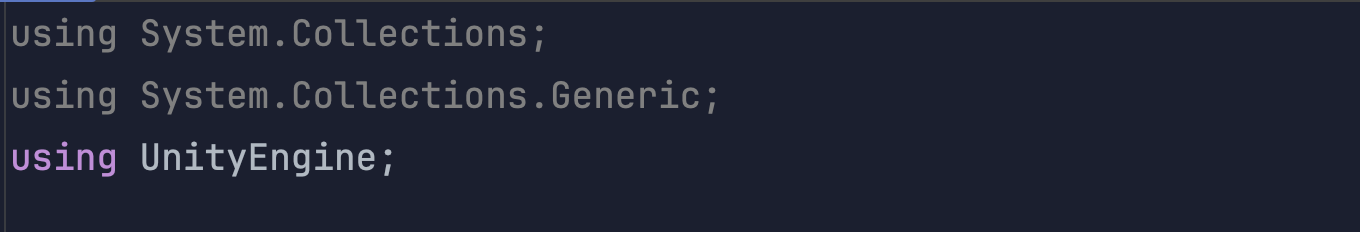 using System.Collections;
using System.Collections.Generic;
using UnityEngine;